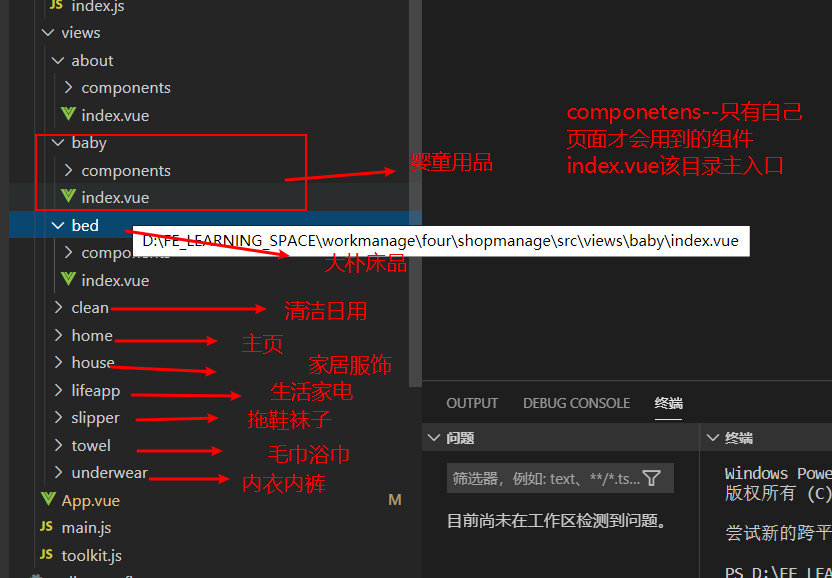 JS index.js
views
about
components
index.vue
baby
components
index.vue
婴童用品
componetens--只有自己
页面才会用到的组件
index.vue该目录主入口
bed
D:\FE_LEARNING_SPACE\workmanage\four\shopmanage\src\views\baby\index.vue
components
大朴床品
index.vue
clean
清洁日用
home
主页
house
家居服饰
lifeapp
生活家电
slipper
拖鞋袜子
towel
毛巾浴巾
underwear
内衣内裤
App.vue
M
JS main.js
JS toolkit.js
OUTPUT
DEBUG CONSOLE
终端
问题
筛选器，例如: text、**/*.ts...
目前尚未在工作区检测到问题。
终端
Windows Powe
版权所有 (C)
尝试新的跨平
PS D:\FE_LEA